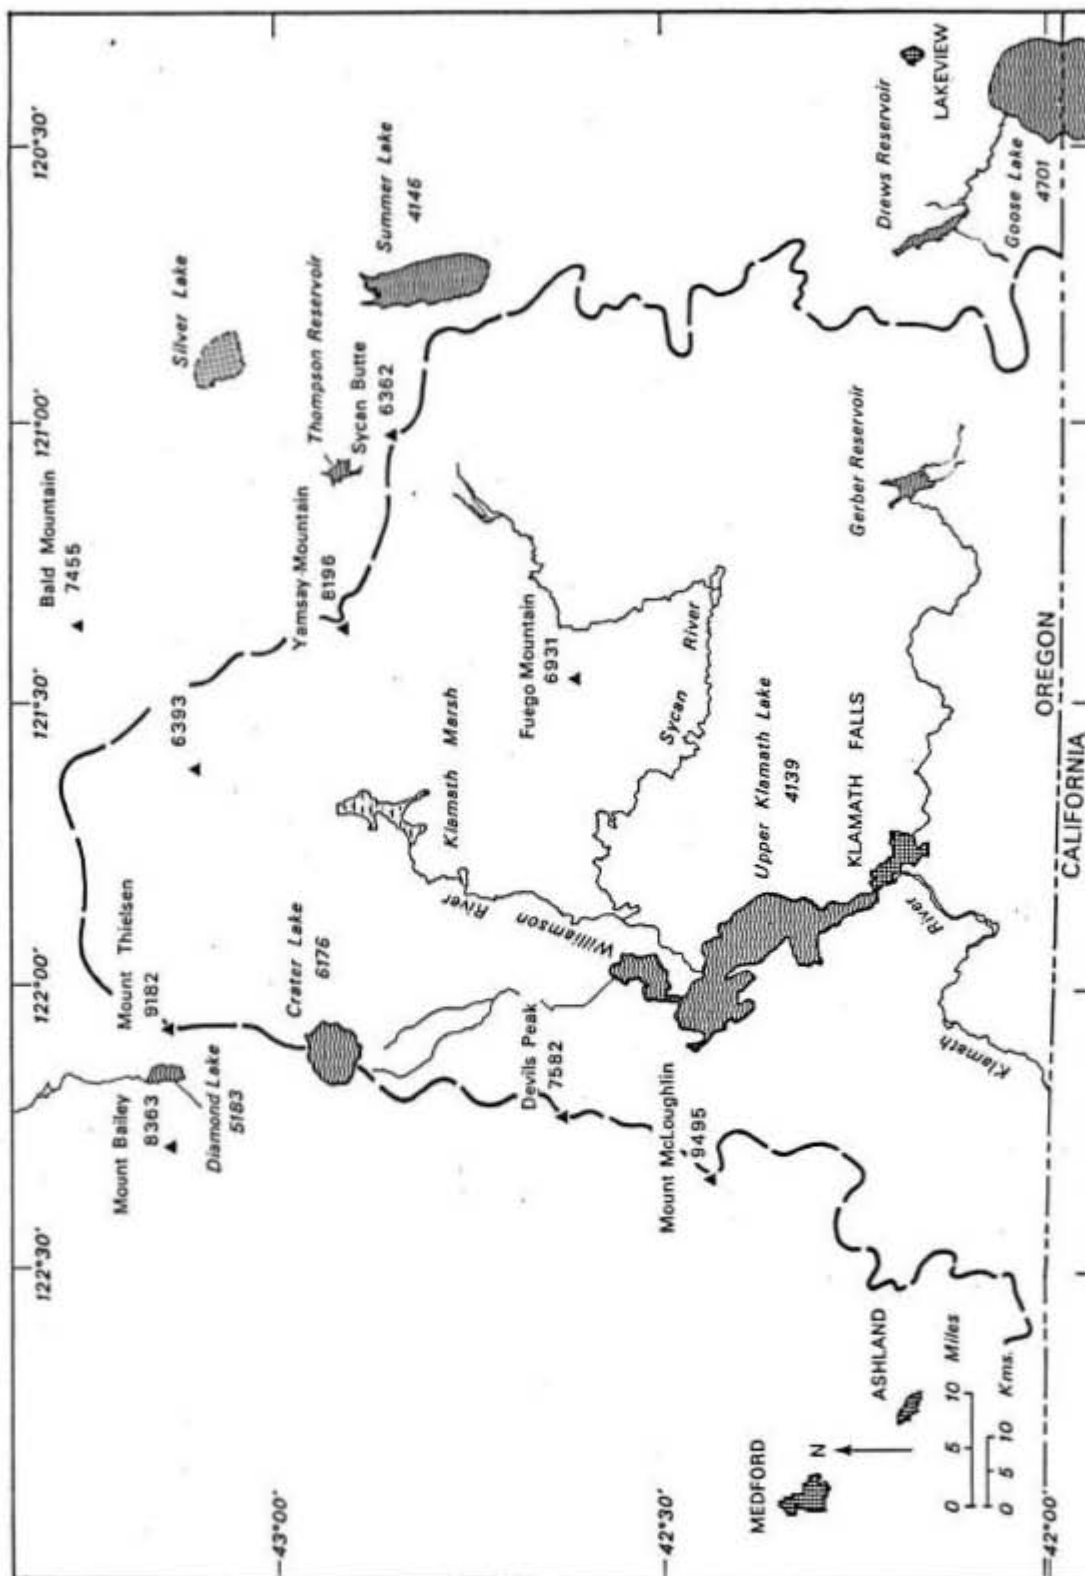 122°30'
122°00'
121°30'
121°00'
120°30'
Bald Mountain
7455
Mount Thielsen
9182
Mount Bailey
8363
Diamond Lake
5183
6393
Silver Lake
Crater Lake
6176
Yamsay Mountain
8196
Thompson Reservoir
Sycan Butte
6362
Summer Lake
4146
43°00'
Klamath Marsh
Williamson River
Devils Peak
7582
Fuego Mountain
6931
Sycan River
42°30'
Mount McLoughlin
9495
Upper Klamath Lake
4139
KLAMATH FALLS
Gerber Reservoir
Drews Reservoir
LAKEVIEW
Goose Lake
4701
MEDFORD
N
ASHLAND
0 5 10 Miles
0 5 10 Kms.
Klamath River
OREGON
CALIFORNIA
42°00'